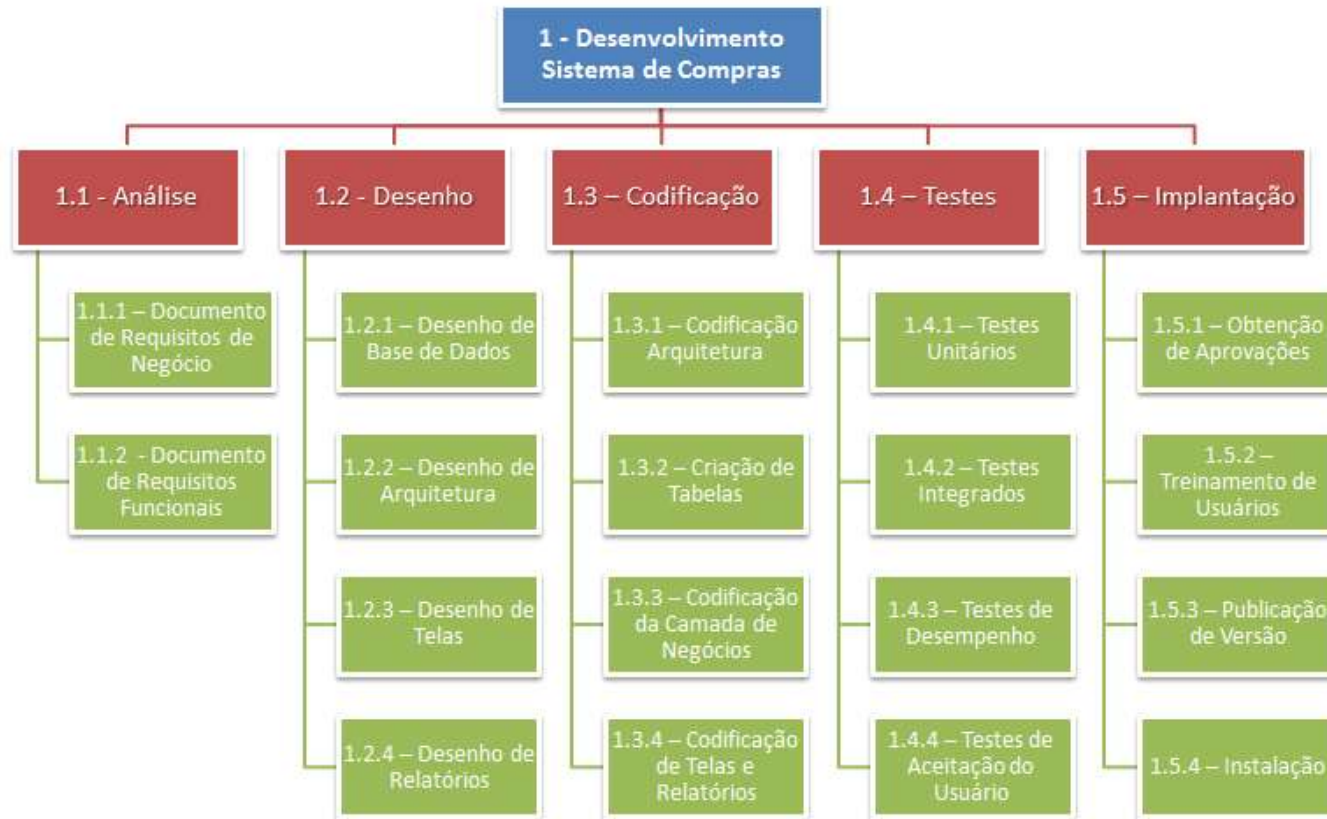 1 - Desenvolvimento
Sistema de Compras
1.1 - Análise
1.2 - Desenho
1.3 – Codificação
1.4 – Testes
1.5 – Implantação
1.1.1 – Documento
de Requisitos de
Negócio
1.1.2 - Documento
de Requisitos
Funcionais
1.2.1 – Desenho de
Base de Dados
1.2.2 – Desenho de
Arquitetura
1.2.3 – Desenho de
Telas
1.2.4 – Desenho de
Relatórios
1.3.1 – Codificação
Arquitetura
1.3.2 – Criação de
Tabelas
1.3.3 – Codificação
da Camada de
Negócios
1.3.4 – Codificação
de Telas e
Relatórios
1.4.1 – Testes
Unitários
1.4.2 – Testes
Integrados
1.4.3 – Testes de
Desempenho
1.4.4 – Testes de
Aceitação do
Usuário
1.5.1 – Obtenção
de Aprovações
1.5.2 –
Treinamento de
Usuários
1.5.3 – Publicação
de Versão
1.5.4 – Instalação